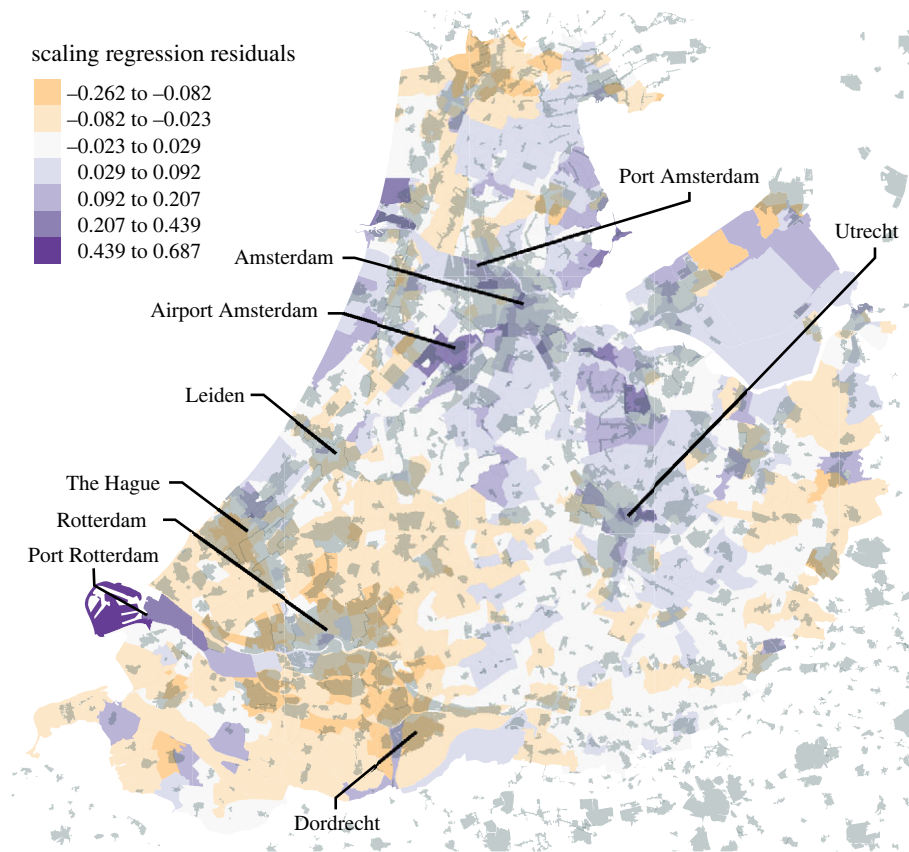 scaling regression residuals
–0.262 to –0.082
–0.082 to –0.023
–0.023 to 0.029
0.029 to 0.092
0.092 to 0.207
0.207 to 0.439
0.439 to 0.687
Port Amsterdam
Utrecht
Amsterdam
Airport Amsterdam
Leiden
The Hague
Rotterdam
Port Rotterdam
Dordrecht